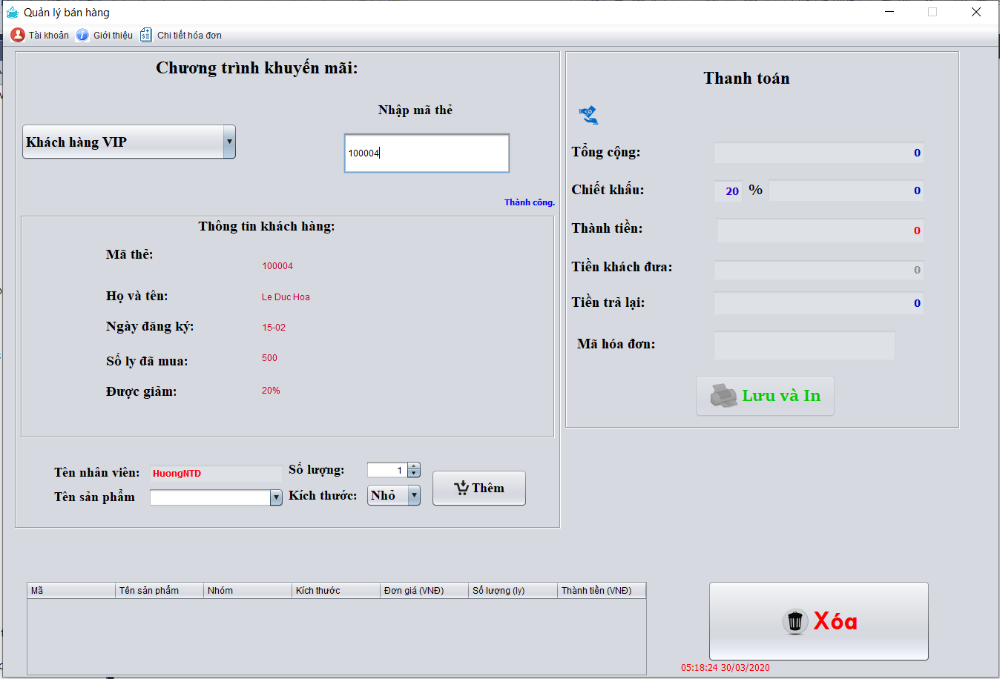 Quản lý bán hàng
Tài khoản Giới thiệu Chi tiết hóa đơn
Chương trình khuyến mãi:
Nhập mã thẻ
Khách hàng VIP
100004
Thành công.
Thông tin khách hàng:
Mã thẻ: 100004
Họ và tên: Le Duc Hoa
Ngày đăng ký: 15-02
Số ly đã mua: 500
Được giảm: 20%
Tên nhân viên: HuongNTD Số lượng: 1
Tên sản phẩm Kích thước: Nhỏ
Thêm
Thanh toán
Tổng cộng: 0
Chiết khấu: 20 % 0
Thành tiền: 0
Tiền khách đưa: 0
Tiền trả lại: 0
Mã hóa đơn:
Lưu và In
Mã Tên sản phẩm Nhóm Kích thước Đơn giá (VNĐ) Số lượng (ly) Thành tiền (VNĐ)
Xóa
05:18:24 30/03/2020